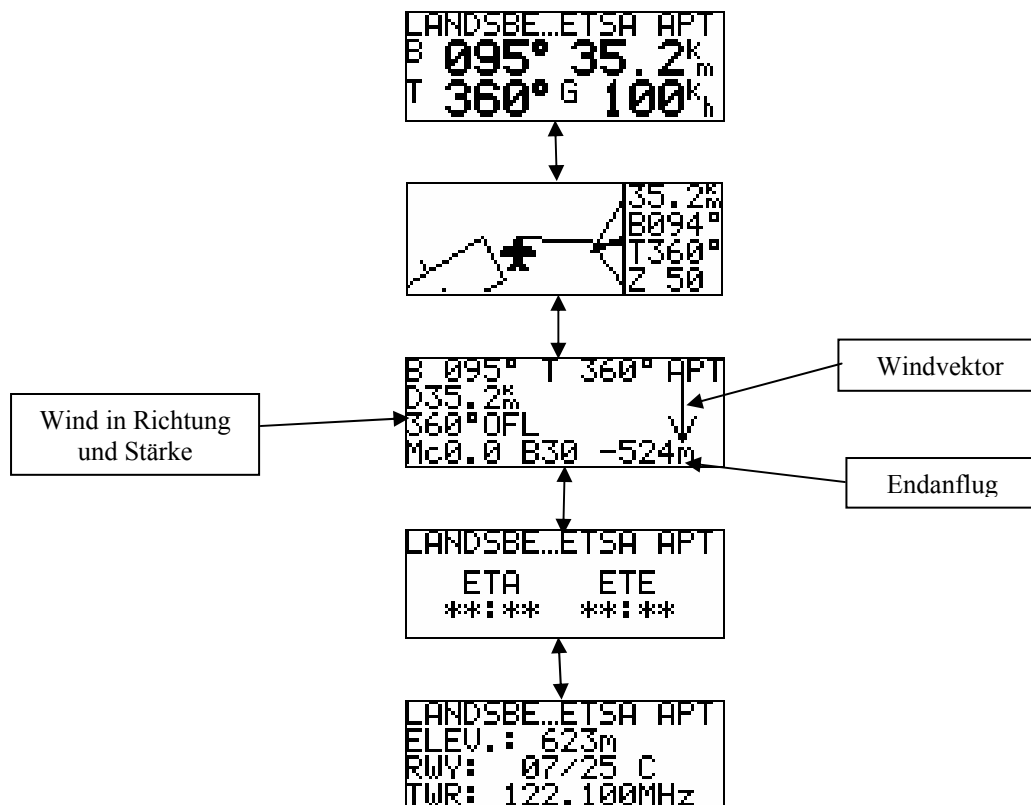 LANDSBE...ETSA APT
B 095° 35.2km
T 360° G 100kh
35.2km
B094°
T360°
Z 50
B 095° T 360° APT
D35.2km
360°OFL
Mc0.0 B30 -524m
Windvektor
Wind in Richtung
und Stärke
Endanflug
LANDSBE...ETSA APT
ETA ETE
**:** **:**
LANDSBE...ETSA APT
ELEV.: 623m
RWY: 07/25 C
TWR: 122.100MHz